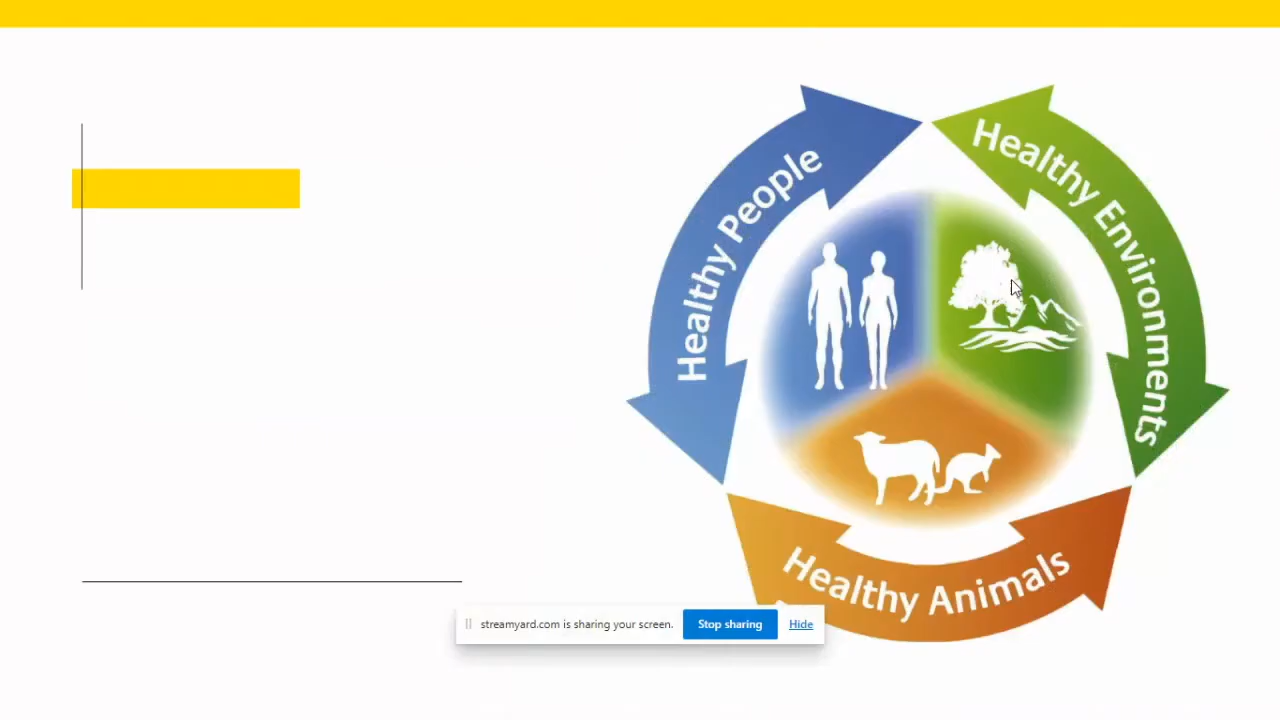 Healthy People
Healthy Environments
Healthy Animals
streamyard.com is sharing your screen.
Stop sharing
Hide